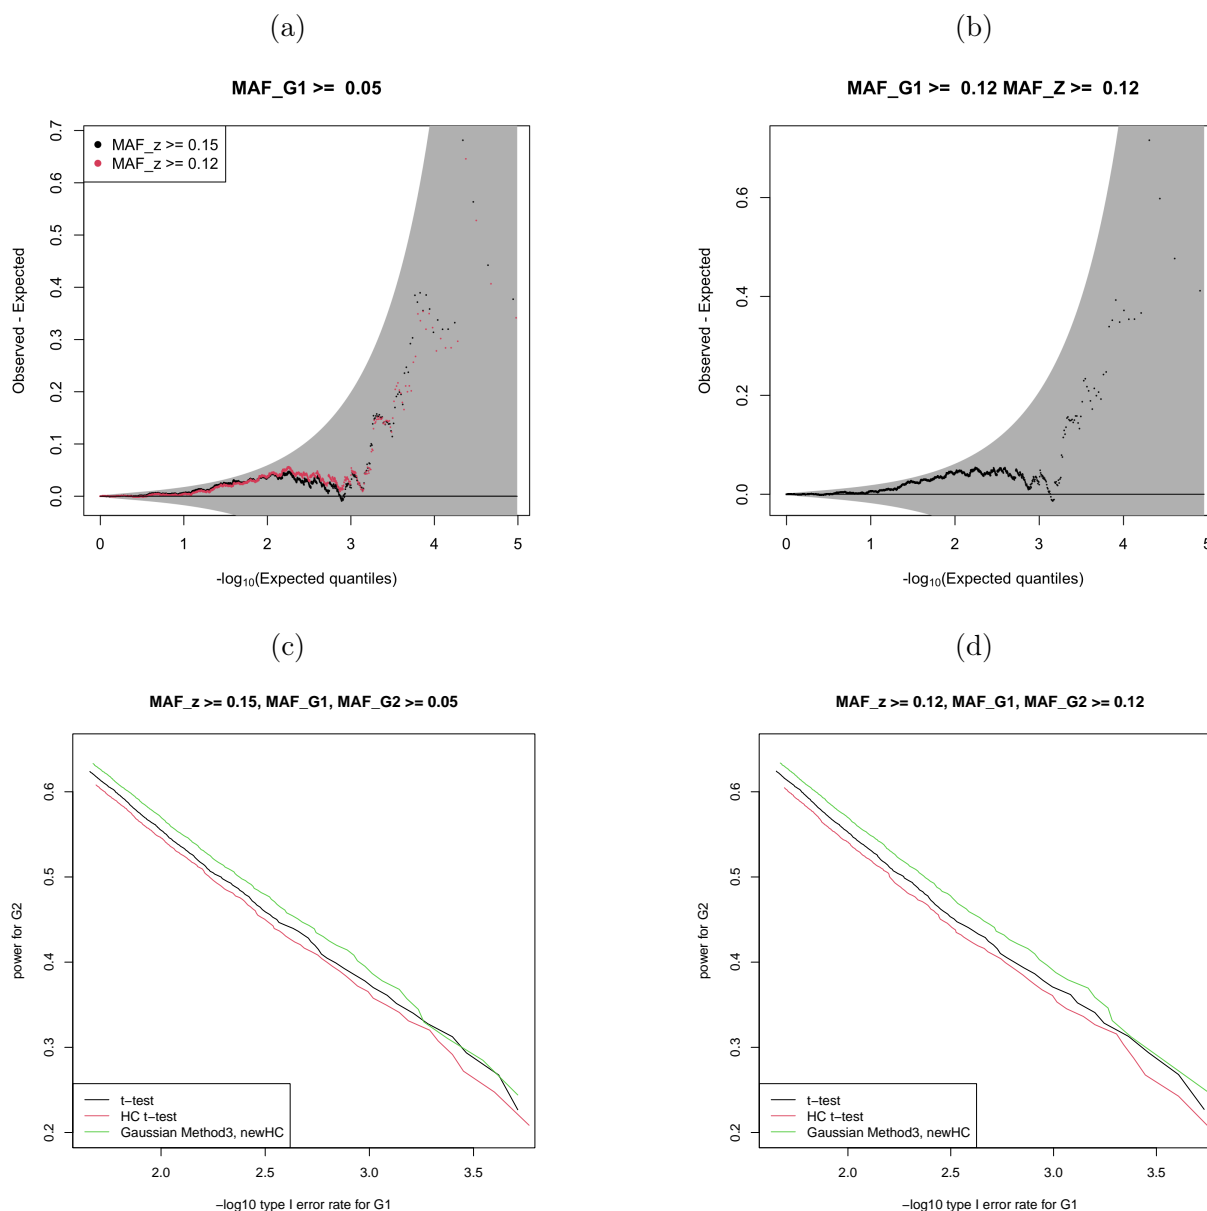 (a)
MAF_G1 >= 0.05
MAF_z >= 0.15
MAF_z >= 0.12
0.7
0.6
0.5
0.4
0.3
0.2
0.1
0.0
Observed - Expected
0 1 2 3 4 5
-log10(Expected quantiles)
(b)
MAF_G1 >= 0.12 MAF_Z >= 0.12
0.6
0.4
0.2
0.0
Observed - Expected
0 1 2 3 4 5
-log10(Expected quantiles)
(c)
MAF_z >= 0.15, MAF_G1, MAF_G2 >= 0.05
0.6
0.5
0.4
0.3
0.2
power for G2
t-test
HC t-test
Gaussian Method3, newHC
2.0 2.5 3.0 3.5
-log10 type I error rate for G1
(d)
MAF_z >= 0.12, MAF_G1, MAF_G2 >= 0.12
0.6
0.5
0.4
0.3
0.2
power for G2
t-test
HC t-test
Gaussian Method3, newHC
2.0 2.5 3.0 3.5
-log10 type I error rate for G1